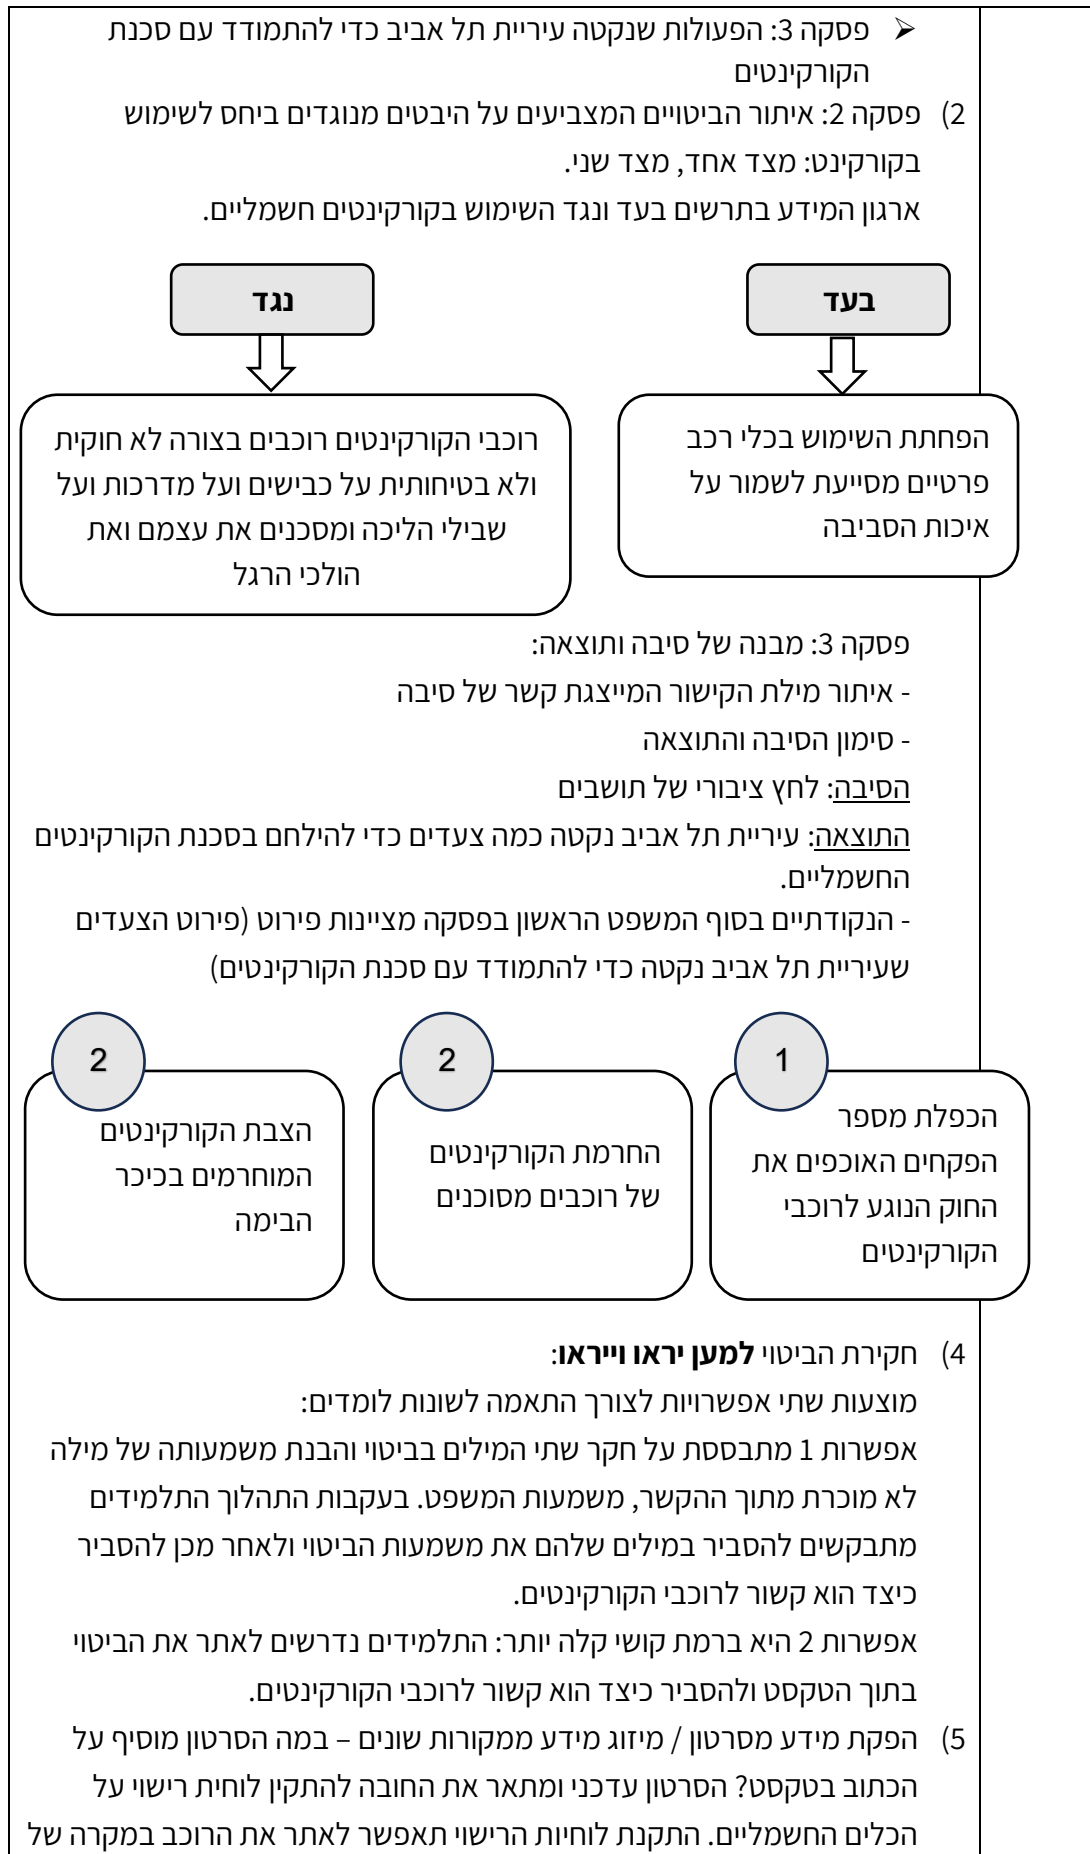 ➢ פסקה 3: הפעולות שנקטה עיריית תל אביב כדי להתמודד עם סכנת
הקורקינטים
2) פסקה 2: איתור הביטויים המצביעים על היבטים מנוגדים ביחס לשימוש
בקורקינט: מצד אחד, מצד שני.
ארגון המידע בתרשים בעד ונגד השימוש בקורקינטים חשמליים.
בעד
הפחתת השימוש בכלי רכב
פרטיים מסייעת לשמור על
איכות הסביבה
נגד
רוכבי הקורקינטים רוכבים בצורה לא חוקית
ולא בטיחותית על כבישים ועל מדרכות ועל
שבילי הליכה ומסכנים את עצמם ואת
הולכי הרגל
פסקה 3: מבנה של סיבה ותוצאה:
- איתור מילת הקישור המייצגת קשר של סיבה
- סימון הסיבה והתוצאה
הסיבה: לחץ ציבורי של תושבים
התוצאה: עיריית תל אביב נקטה כמה צעדים כדי להילחם בסכנת הקורקינטים
החשמליים.
- הנקודתיים בסוף המשפט הראשון בפסקה מציינות פירוט (פירוט הצעדים
שעיריית תל אביב נקטה כדי להתמודד עם סכנת הקורקינטים)
1
הכפלת מספר
הפקחים האוכפים את
החוק הנוגע לרוכבי
הקורקינטים
2
החרמת הקורקינטים
של רוכבים מסוכנים
2
הצבת הקורקינטים
המוחרמים בכיכר
הבימה
4) חקירת הביטוי למען יראו וייראו:
מוצעות שתי אפשרויות לצורך התאמה לשונות לומדים:
אפשרות 1 מתבססת על חקר שתי המילים בביטוי והבנת משמעותה של מילה
לא מוכרת מתוך ההקשר, משמעות המשפט. בעקבות התהלוך התלמידים
מתבקשים להסביר במילים שלהם את משמעות הביטוי ולאחר מכן להסביר
כיצד הוא קשור לרוכבי הקורקינטים.
אפשרות 2 היא ברמת קושי קלה יותר: התלמידים נדרשים לאתר את הביטוי
בתוך הטקסט ולהסביר כיצד הוא קשור לרוכבי הקורקינטים.
5) הפקת מידע מסרטון / מיזוג מידע ממקורות שונים – במה הסרטון מוסיף על
הכתוב בטקסט? הסרטון עדכני ומתאר את החובה להתקין לוחית רישוי על
הכלים החשמליים. התקנת לוחיות הרישוי תאפשר לאתר את הרוכב במקרה של